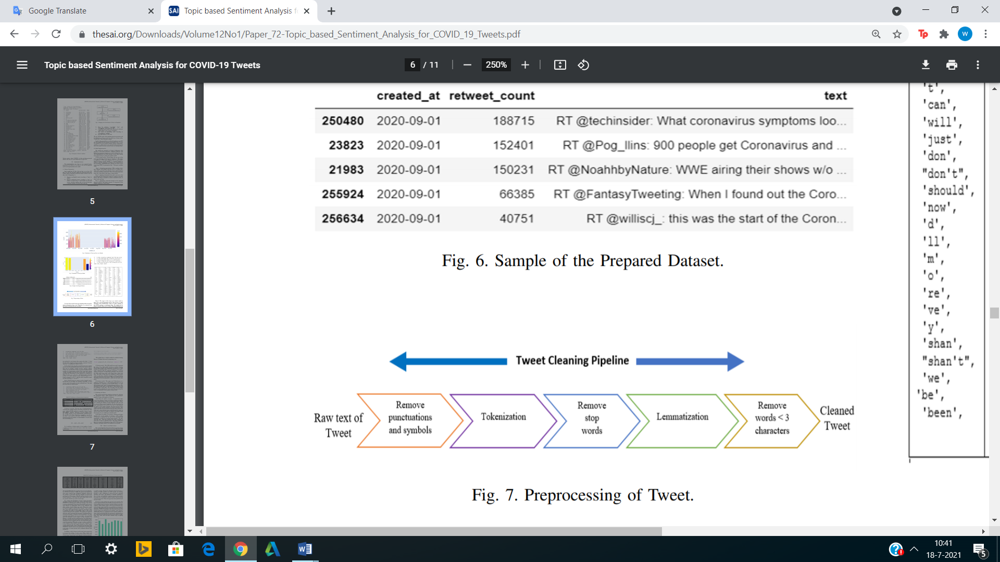 Google Translate
SAI Topic based Sentiment Analysis f
thesai.org/Downloads/Volume12No1/Paper_72-Topic_based_Sentiment_Analysis_for_COVID_19_Tweets.pdf
Tp
W
Topic based Sentiment Analysis for COVID-19 Tweets
6 / 11
250%
5
6
7
created_at retweet_count text
250480 2020-09-01 188715 RT @techinsider: What coronavirus symptoms loo...
23823 2020-09-01 152401 RT @Pog_llins: 900 people get Coronavirus and ...
21983 2020-09-01 150231 RT @NoahhbyNature: WWE airing their shows w/o ...
255924 2020-09-01 66385 RT @FantasyTweeting: When I found out the Coro...
256634 2020-09-01 40751 RT @williscj_: this was the start of the Coron...
Fig. 6. Sample of the Prepared Dataset.
Tweet Cleaning Pipeline
Raw text of
Tweet
Remove
punctuations
and symbols
Tokenization
Remove
stop
words
Lemmatization
Remove
words < 3
characters
Cleaned
Tweet
Fig. 7. Preprocessing of Tweet.
't',
'can',
'will',
'just',
'don',
"don't",
'should',
'now',
'd',
'll',
'm',
'o',
're',
've',
'y',
'shan',
"shan't",
'we',
'be',
'been',
10:41
18-7-2021
5